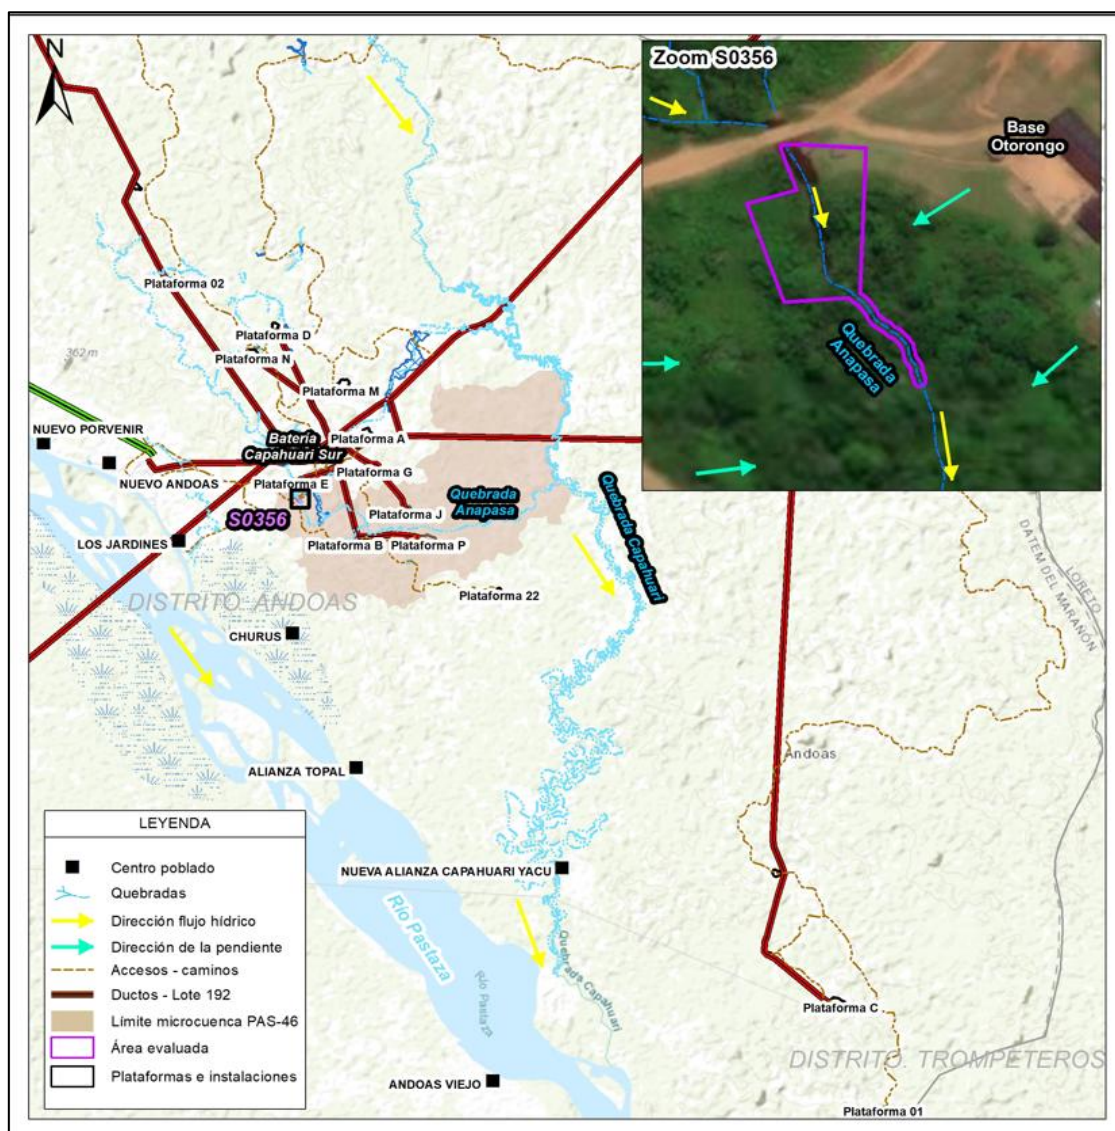 N
Zoom S0356
Base
Otorongo
Quebrada
Anapasa
Plataforma 02
Plataforma D
Plataforma N
362m
Plataforma M
NUEVO PORVENIR
Batería
Capahuari Sur
Plataforma A
Plataforma G
NUEVO ANDOAS
Plataforma E
Quebrada
Anapasa
Quebrada Capahuari
S0356
Plataforma J
LOS JARDINES
Plataforma B
Plataforma P
LORETO
DATEM DEL MARAÑÓN
DISTRITO. ANDOAS
Plataforma 22
CHURUS
Andoas
ALIANZA TOPAL
NUEVA ALIANZA CAPAHUARI YACU
Río Pastaza
Río Pastaza
Quebrada Capahuari
Plataforma C
DISTRITO. TROMPETEROS
ANDOAS VIEJO
Plataforma 01
LEYENDA
Centro poblado
Quebradas
Dirección flujo hídrico
Dirección de la pendiente
Accesos - caminos
Ductos - Lote 192
Límite microcuenca PAS-46
Área evaluada
Plataformas e instalaciones